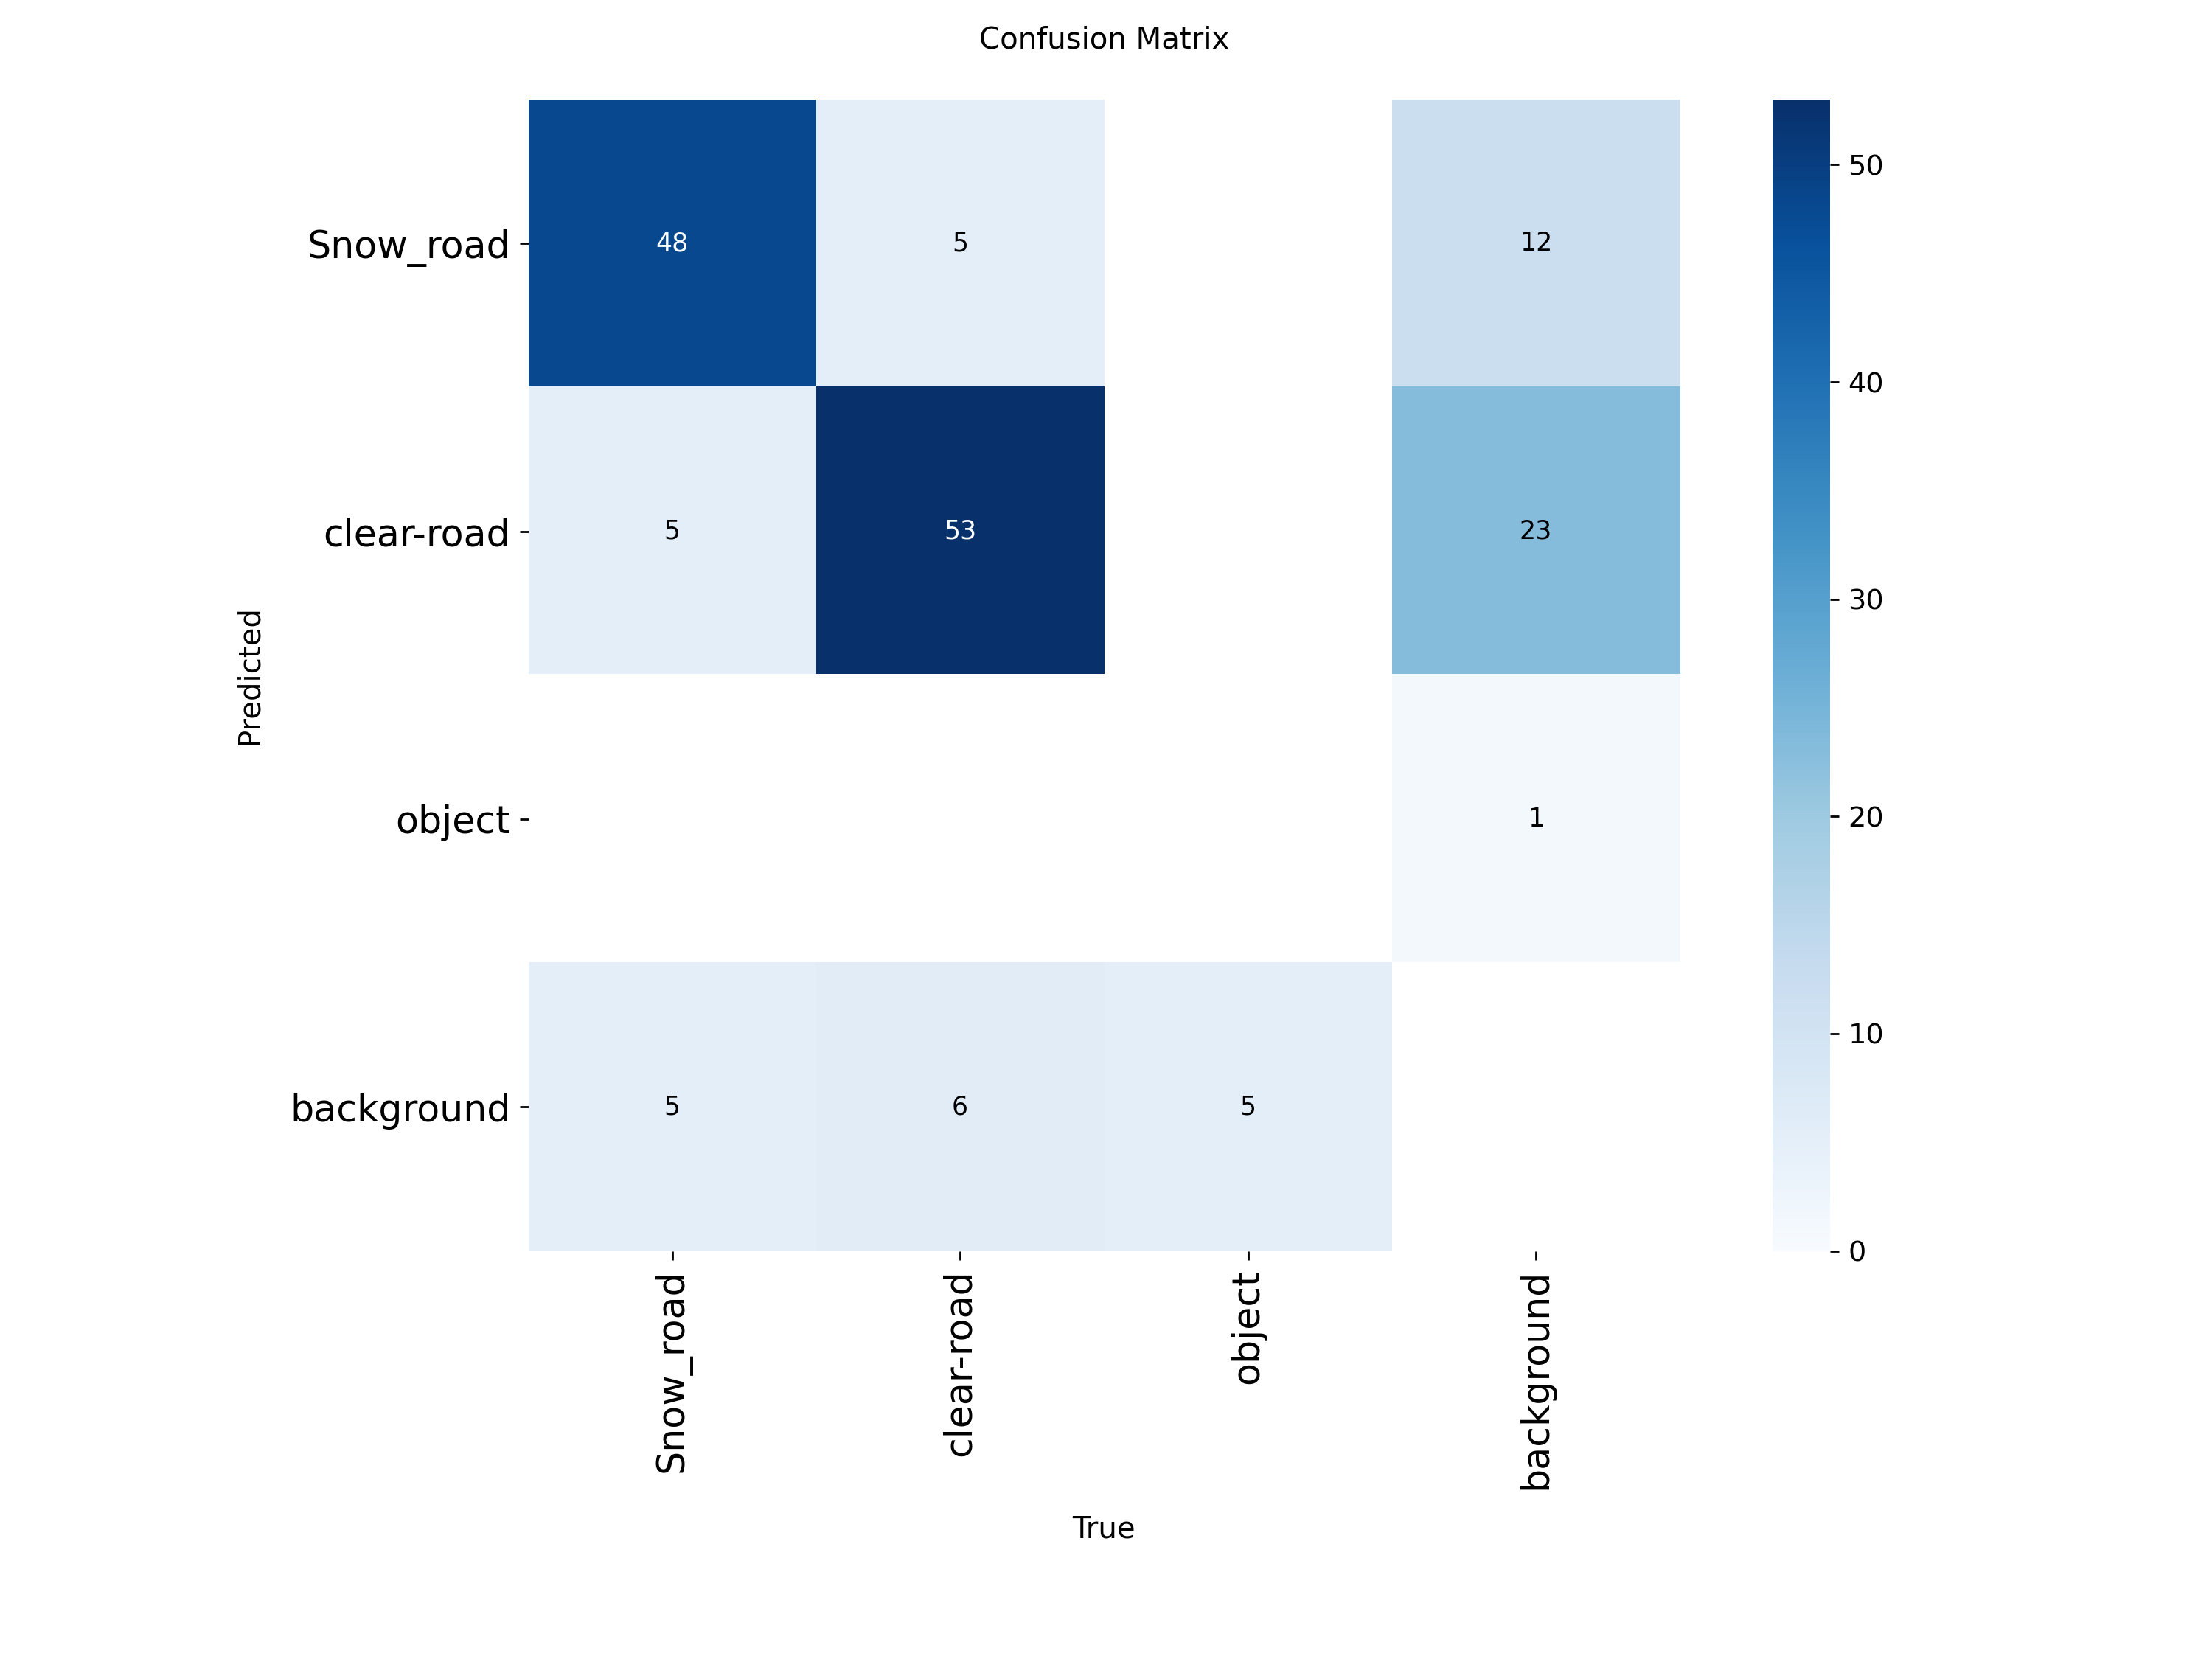 Confusion Matrix
Snow_road
48
5
12
50
40
clear-road
5
53
23
30
Predicted
object
1
20
10
background
5
6
5
0
Snow_road
clear-road
object
background
True